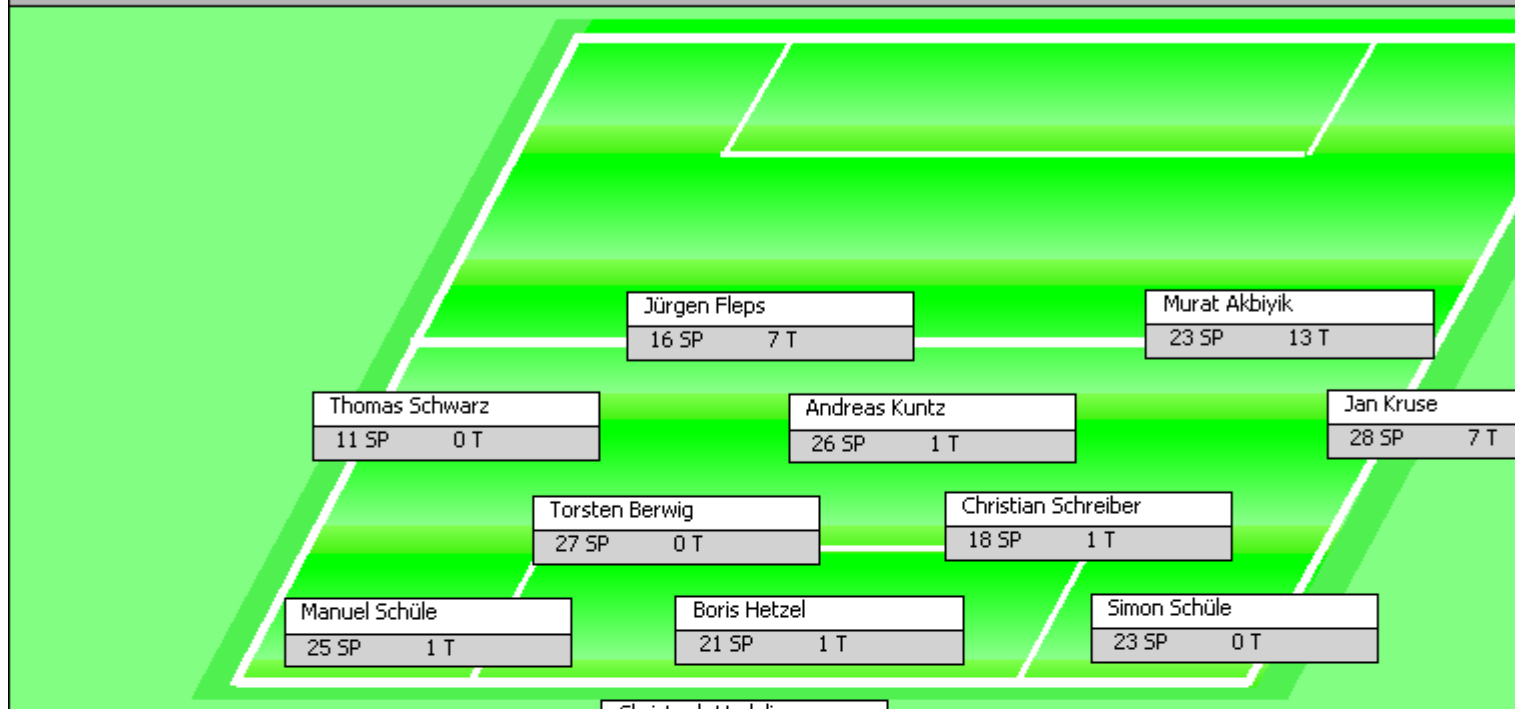 Jürgen Fleps
16 SP 7 T
Murat Akbiyik
23 SP 13 T
Thomas Schwarz
11 SP 0 T
Andreas Kuntz
26 SP 1 T
Jan Kruse
28 SP 7 T
Torsten Berwig
27 SP 0 T
Christian Schreiber
18 SP 1 T
Manuel Schüle
25 SP 1 T
Boris Hetzel
21 SP 1 T
Simon Schüle
23 SP 0 T